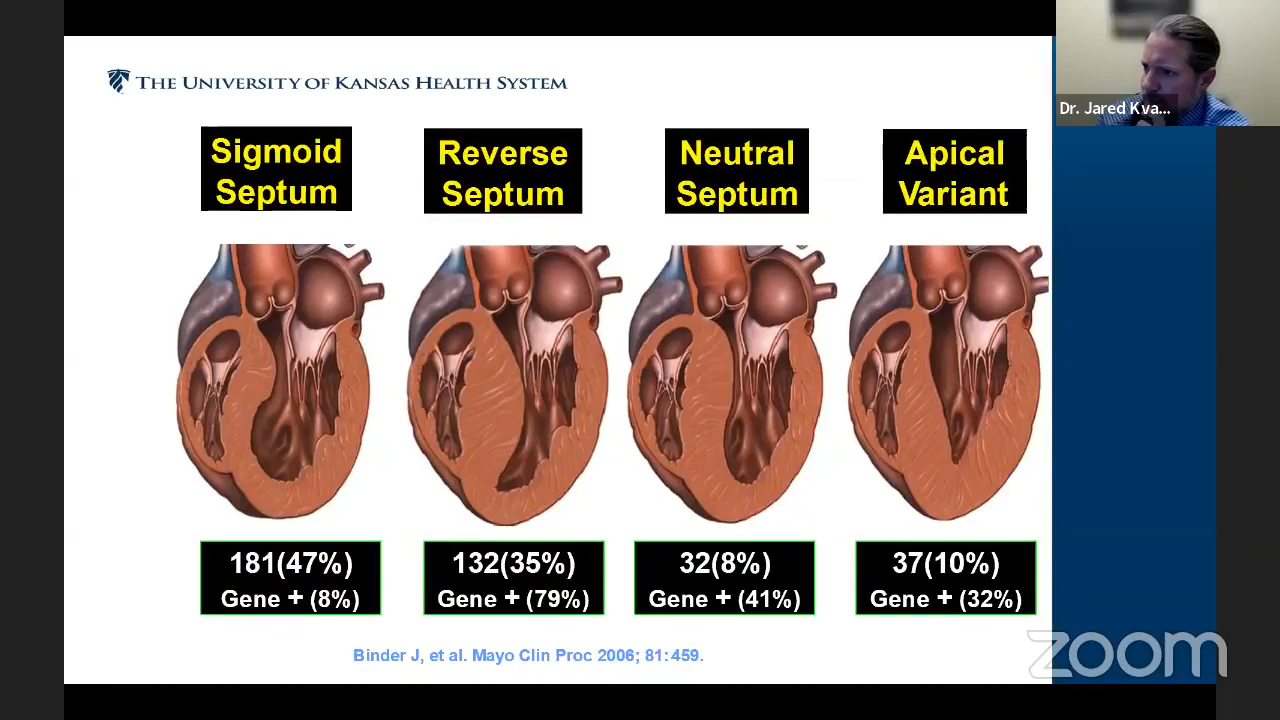 THE UNIVERSITY OF KANSAS HEALTH SYSTEM
Dr. Jared Kva...
Sigmoid
Septum
Reverse
Septum
Neutral
Septum
Apical
Variant
181(47%)
Gene + (8%)
132(35%)
Gene + (79%)
32(8%)
Gene + (41%)
37(10%)
Gene + (32%)
Binder J, et al. Mayo Clin Proc 2006; 81:459.
zoom